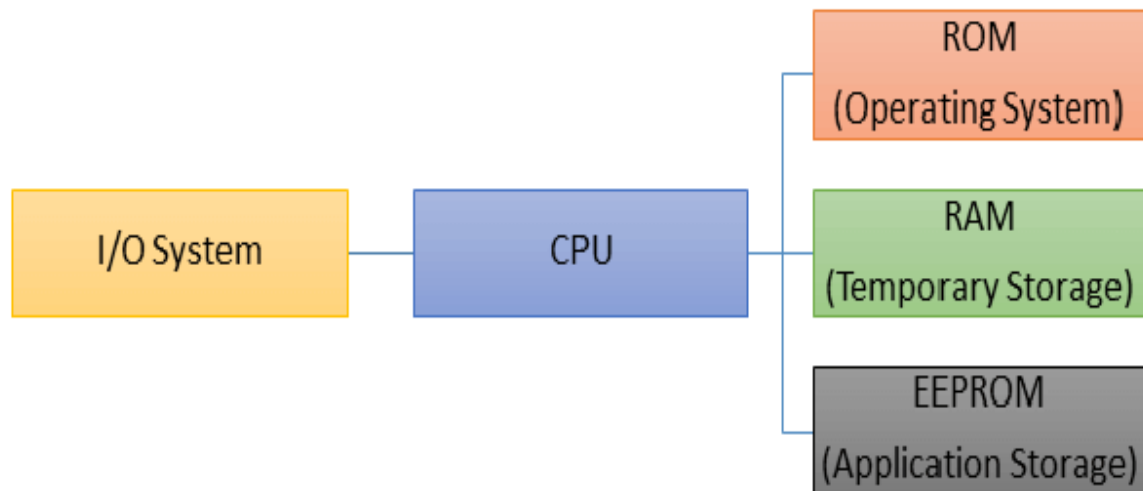 I/O System
CPU
ROM
(Operating System)
RAM
(Temporary Storage)
EEPROM
(Application Storage)